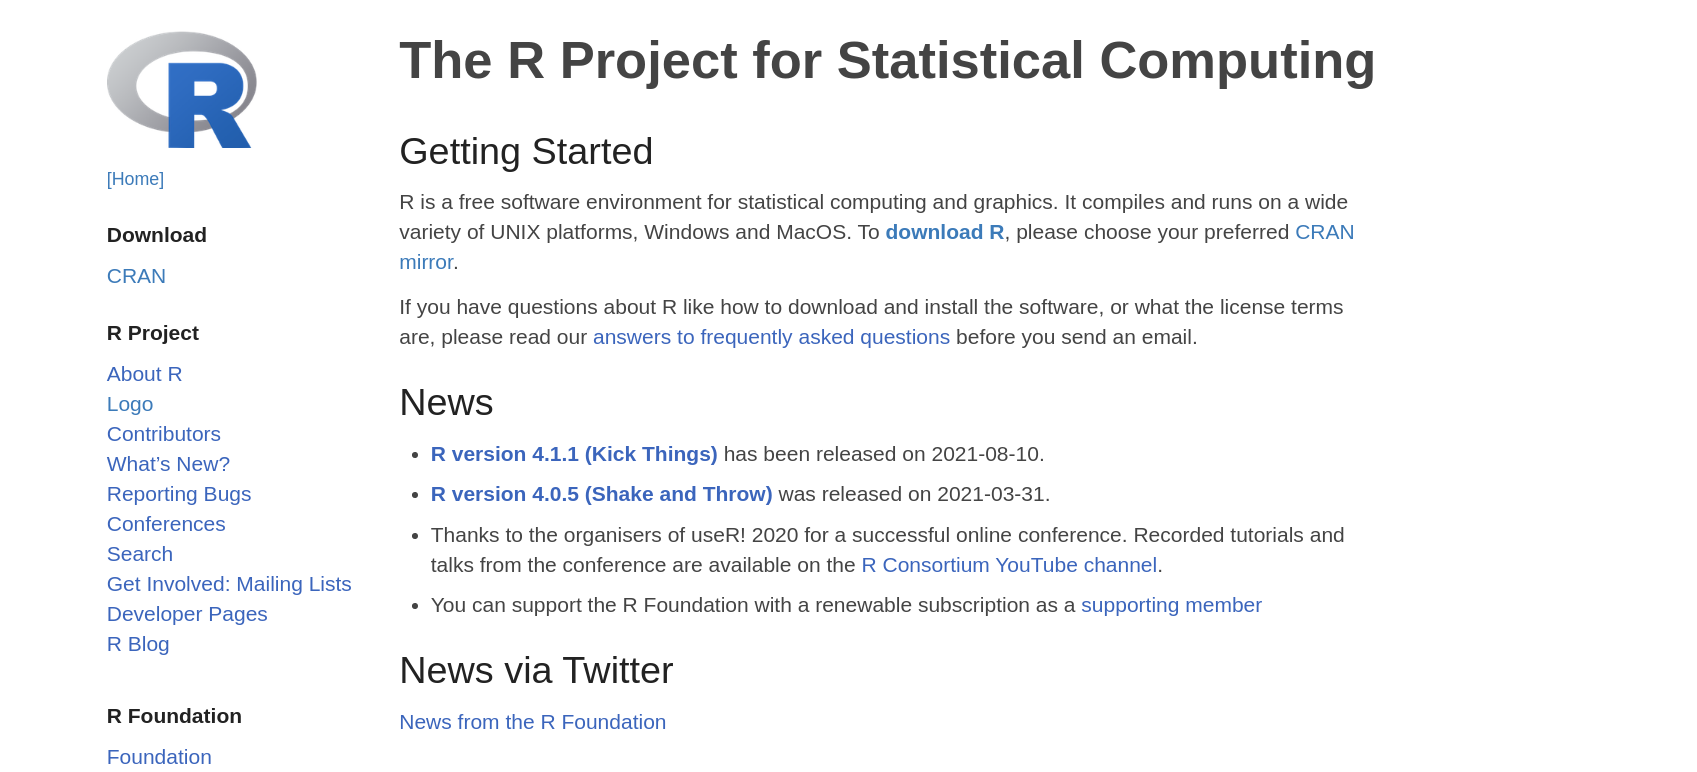 R
[Home]
Download
CRAN
R Project
About R
Logo
Contributors
What’s New?
Reporting Bugs
Conferences
Search
Get Involved: Mailing Lists
Developer Pages
R Blog
R Foundation
Foundation
The R Project for Statistical Computing
Getting Started
R is a free software environment for statistical computing and graphics. It compiles and runs on a wide
variety of UNIX platforms, Windows and MacOS. To download R, please choose your preferred CRAN
mirror.
If you have questions about R like how to download and install the software, or what the license terms
are, please read our answers to frequently asked questions before you send an email.
News
R version 4.1.1 (Kick Things) has been released on 2021-08-10.
R version 4.0.5 (Shake and Throw) was released on 2021-03-31.
Thanks to the organisers of useR! 2020 for a successful online conference. Recorded tutorials and
talks from the conference are available on the R Consortium YouTube channel.
You can support the R Foundation with a renewable subscription as a supporting member
News via Twitter
News from the R Foundation